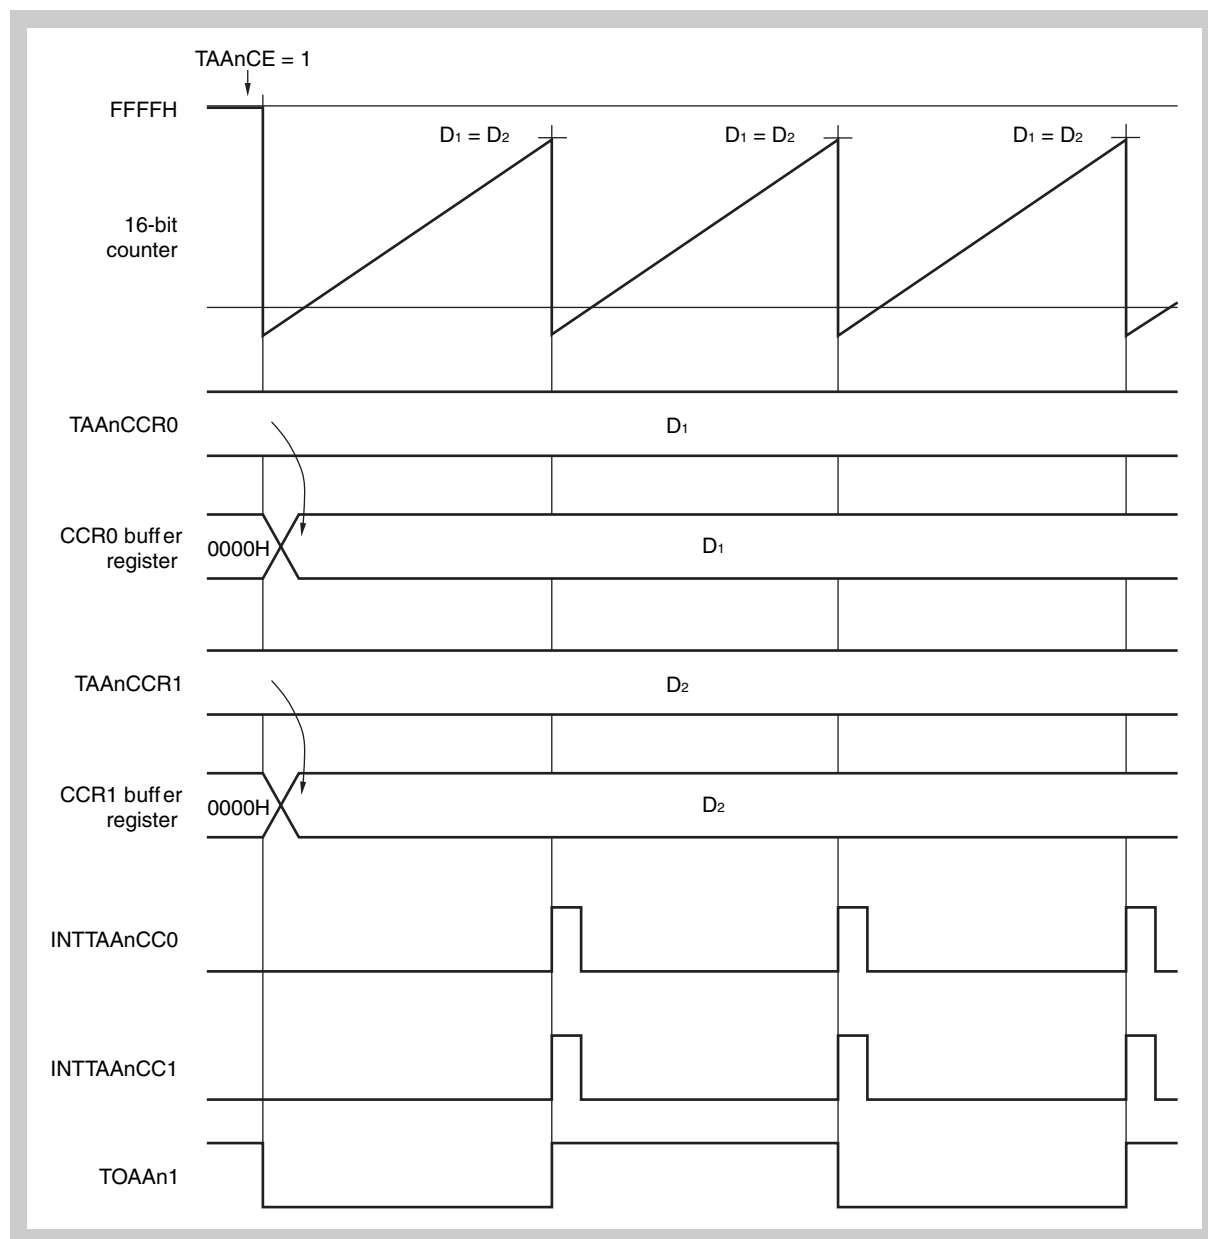 TAAnCE = 1
FFFFH
D1 = D2
D1 = D2
D1 = D2
16-bit
counter
TAAnCCR0
D1
CCR0 buffer
register
0000H
D1
TAAnCCR1
D2
CCR1 buffer
register
0000H
D2
INTTAAnCC0
INTTAAnCC1
TOAAn1